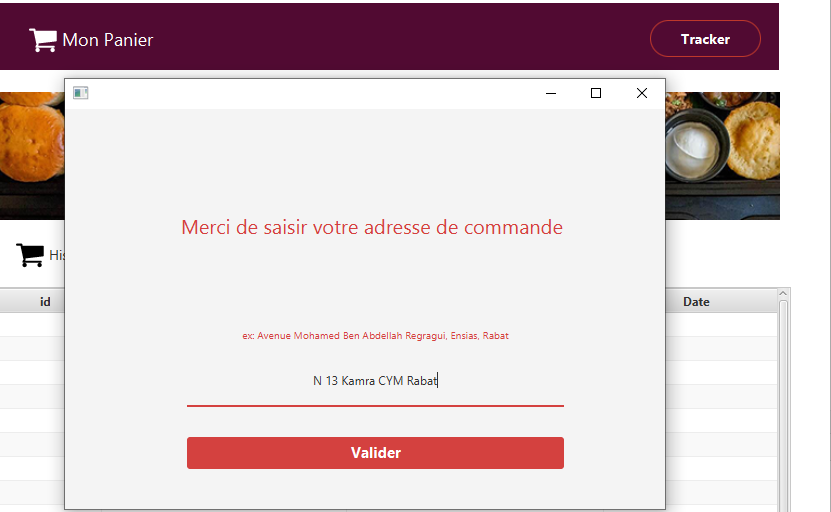 Mon Panier
Tracker
Merci de saisir votre adresse de commande
His
id
Date
ex: Avenue Mohamed Ben Abdellah Regragui, Ensias, Rabat
N 13 Kamra CYM Rabat
Valider